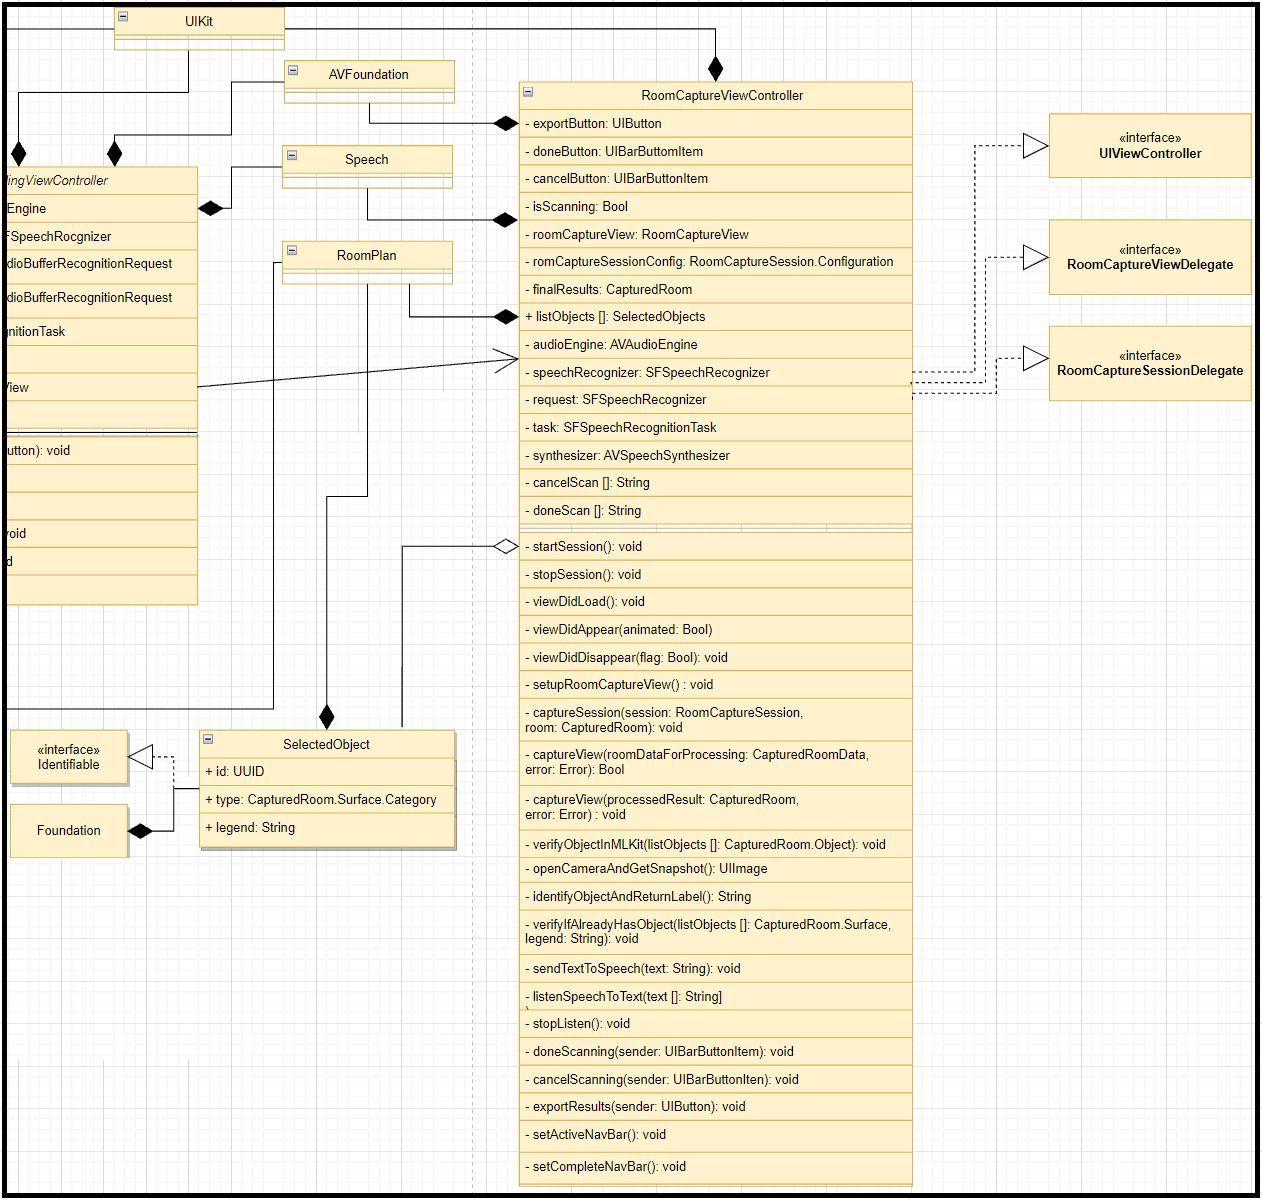 UIKit
AVFoundation
Speech
RoomPlan
lingViewController
Engine
FSpeechRocgnizer
dioBufferRecognitionRequest
dioBufferRecognitionRequest
gnitionTask
View
utton): void
void
d
«interface»
Identifiable
Foundation
SelectedObject
+ id: UUID
+ type: CapturedRoom.Surface.Category
+ legend: String
RoomCaptureViewController
- exportButton: UIButton
- doneButton: UIBarButtomItem
- cancelButton: UIBarButtonItem
- isScanning: Bool
- roomCaptureView: RoomCaptureView
- romCaptureSessionConfig: RoomCaptureSession.Configuration
- finalResults: CapturedRoom
+ listObjects []: SelectedObjects
- audioEngine: AVAudioEngine
- speechRecognizer: SFSpeechRecognizer
- request: SFSpeechRecognizer
- task: SFSpeechRecognitionTask
- synthesizer: AVSpeechSynthesizer
- cancelScan []: String
- doneScan []: String
- startSession(): void
- stopSession(): void
- viewDidLoad(): void
- viewDidAppear(animated: Bool)
- viewDidDisappear(flag: Bool): void
- setupRoomCaptureView() : void
- captureSession(session: RoomCaptureSession,
room: CapturedRoom): void
- captureView(roomDataForProcessing: CapturedRoomData,
error: Error): Bool
- captureView(processedResult: CapturedRoom,
error: Error) : void
- verifyObjectInMLKit(listObjects []: CapturedRoom.Object): void
- openCameraAndGetSnapshot(): UIImage
- identifyObjectAndReturnLabel(): String
- verifyIfAlreadyHasObject(listObjects []: CapturedRoom.Surface,
legend: String): void
- sendTextToSpeech(text: String): void
- listenSpeechToText(text []: String]
- stopListen(): void
- doneScanning(sender: UIBarButtonItem): void
- cancelScanning(sender: UIBarButtonIten): void
- exportResults(sender: UIButton): void
- setActiveNavBar(): void
- setCompleteNavBar(): void
«interface»
UIViewController
«interface»
RoomCaptureViewDelegate
«interface»
RoomCaptureSessionDelegate